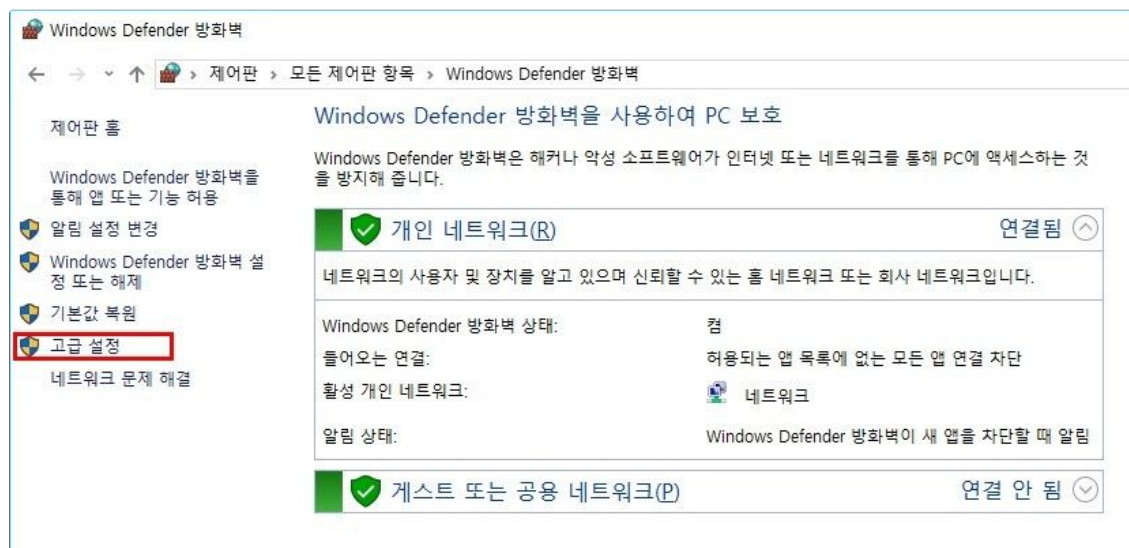 Windows Defender 방화벽
제어판 › 모든 제어판 항목 › Windows Defender 방화벽
제어판 홈
Windows Defender 방화벽을
통해 앱 또는 기능 허용
알림 설정 변경
Windows Defender 방화벽 설
정 또는 해제
기본값 복원
고급 설정
네트워크 문제 해결
Windows Defender 방화벽을 사용하여 PC 보호
Windows Defender 방화벽은 해커나 악성 소프트웨어가 인터넷 또는 네트워크를 통해 PC에 액세스하는 것
을 방지해 줍니다.
개인 네트워크(R) 연결됨
네트워크의 사용자 및 장치를 알고 있으며 신뢰할 수 있는 홈 네트워크 또는 회사 네트워크입니다.
Windows Defender 방화벽 상태: 켬
들어오는 연결: 허용되는 앱 목록에 없는 모든 앱 연결 차단
활성 개인 네트워크: 네트워크
알림 상태: Windows Defender 방화벽이 새 앱을 차단할 때 알림
게스트 또는 공용 네트워크(P) 연결 안 됨